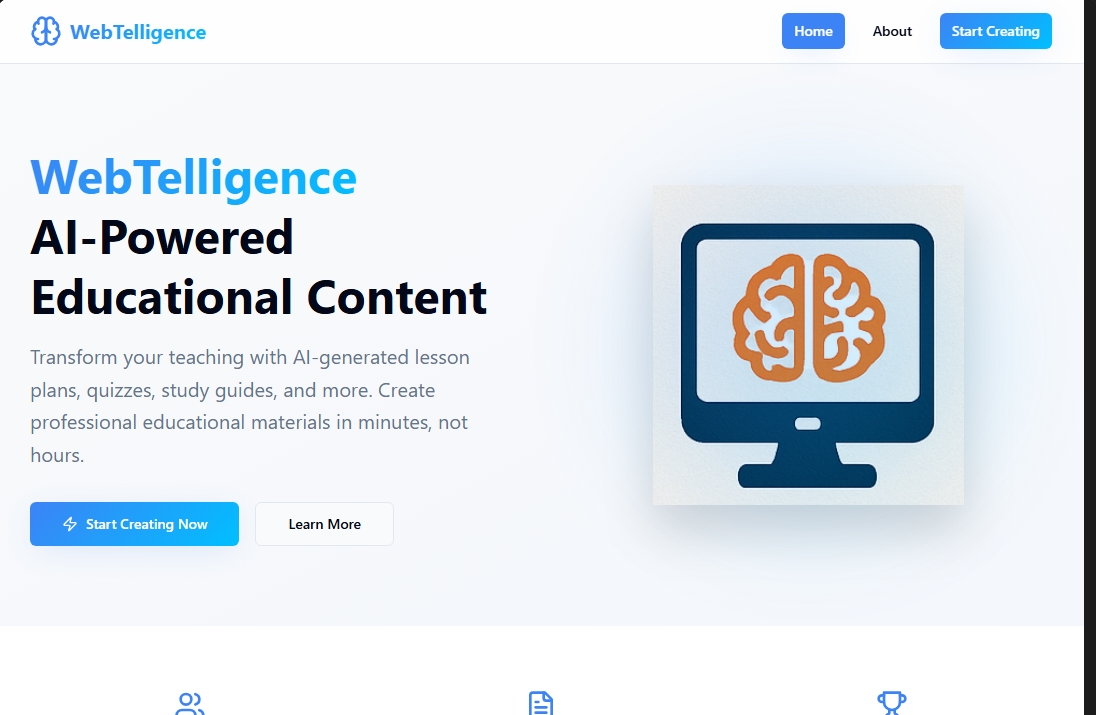 WebTelligence
Home
About
Start Creating
WebTelligence
AI-Powered
Educational Content
Transform your teaching with AI-generated lesson
plans, quizzes, study guides, and more. Create
professional educational materials in minutes, not
hours.
Start Creating Now
Learn More